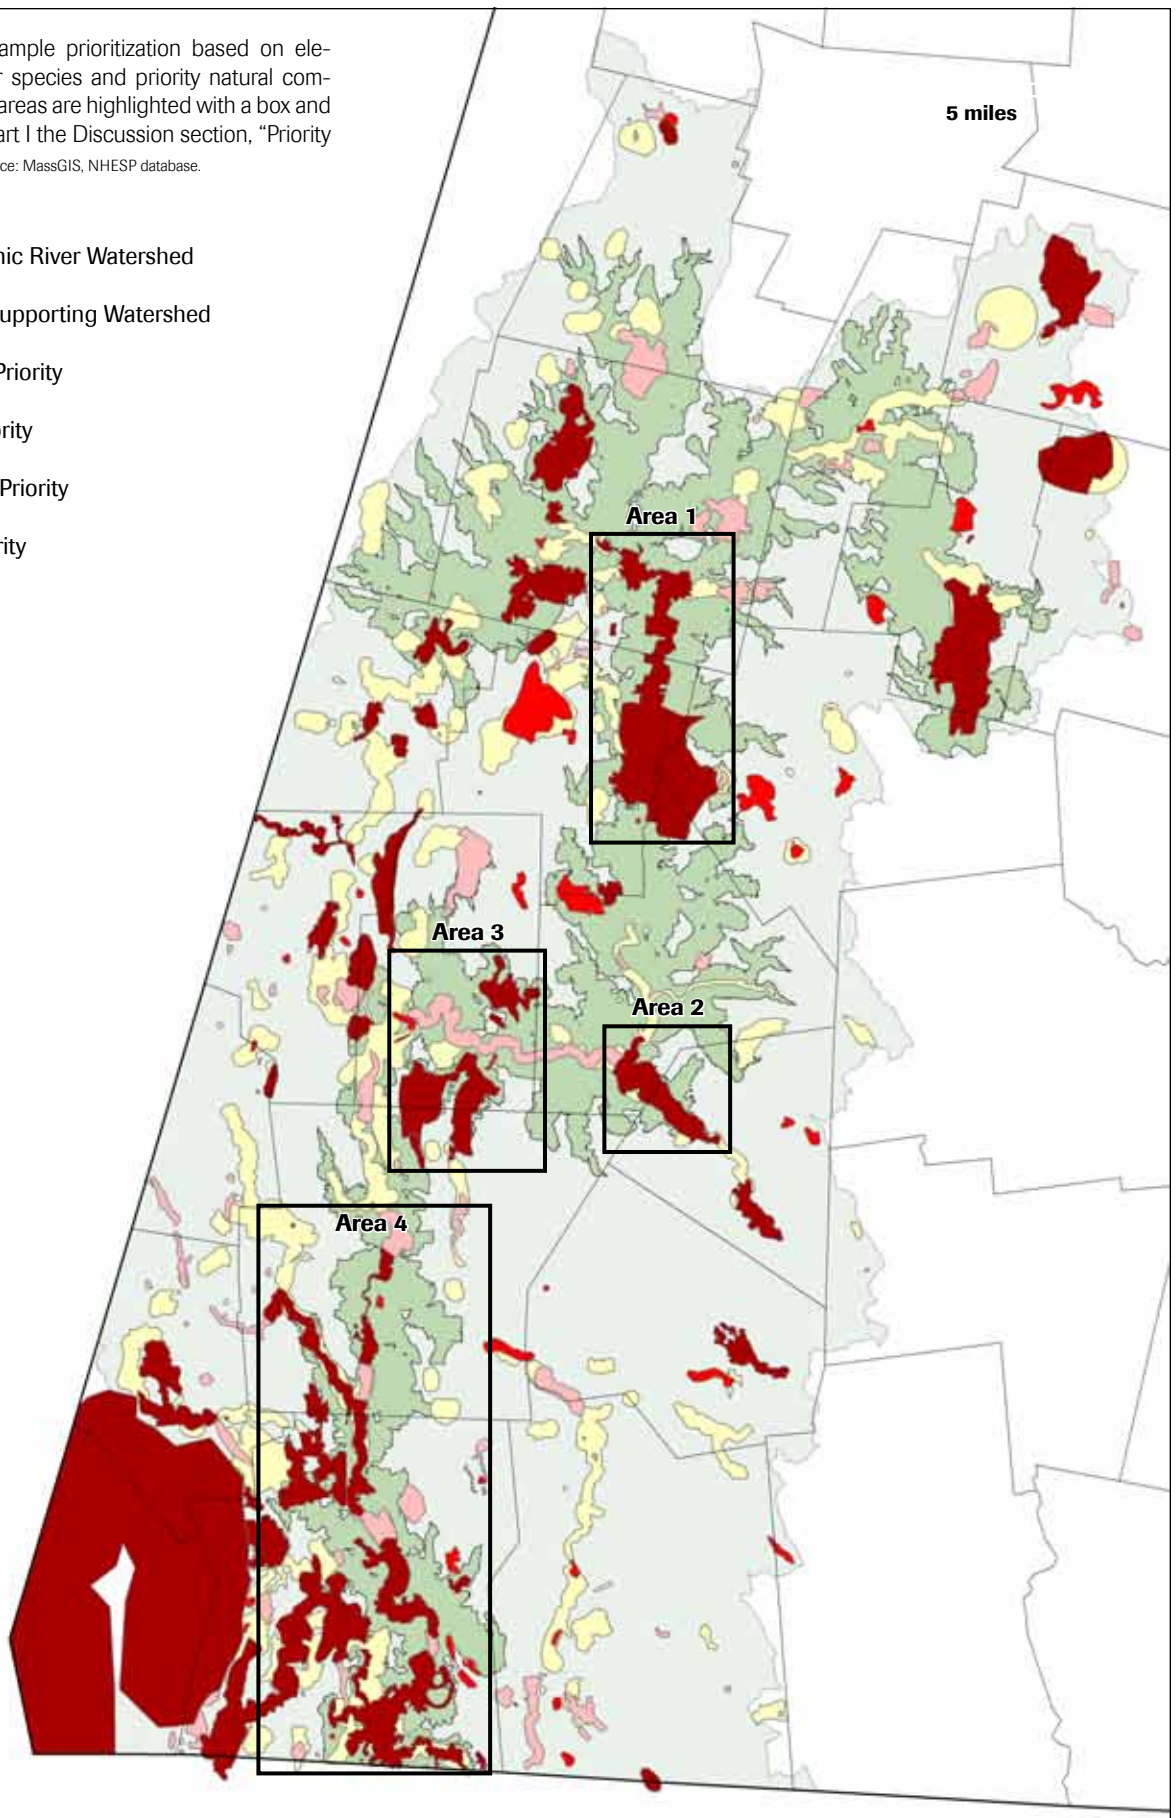 ample prioritization based on ele-
r species and priority natural com-
areas are highlighted with a box and
art I the Discussion section, “Priority
ce: MassGIS, NHESP database.
5 miles
nic River Watershed
upporting Watershed
Priority
rity
Priority
rity
Area 1
Area 3
Area 2
Area 4